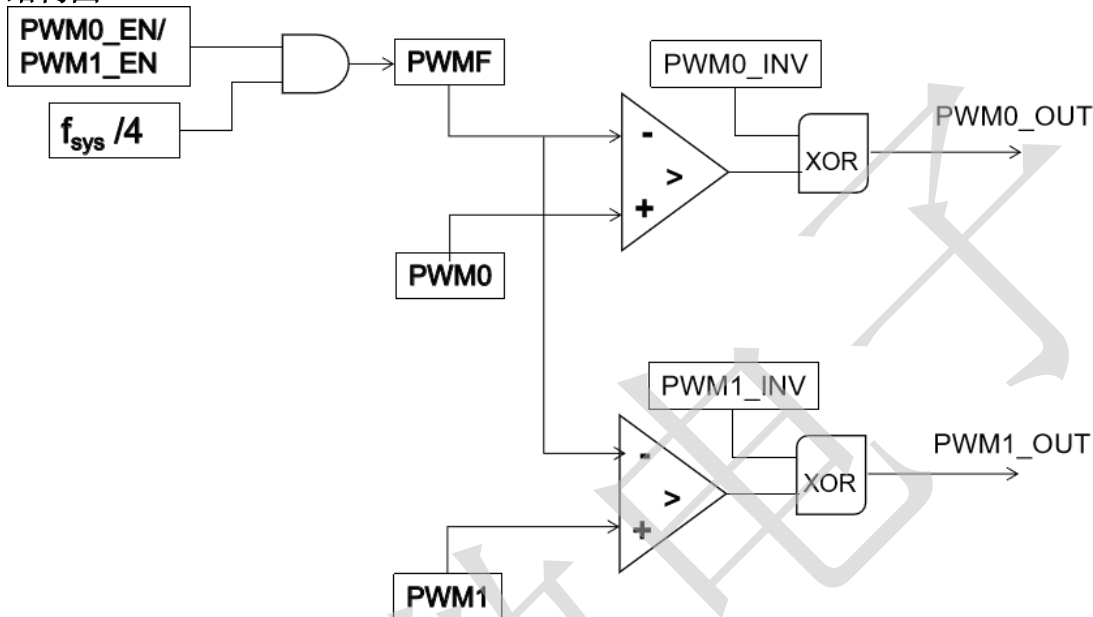 PWM0_EN/
PWM1_EN
f_sys /4
PWMF
PWM0_INV
-
>
+
XOR
PWM0_OUT
PWM0
PWM1_INV
-
>
+
XOR
PWM1_OUT
PWM1